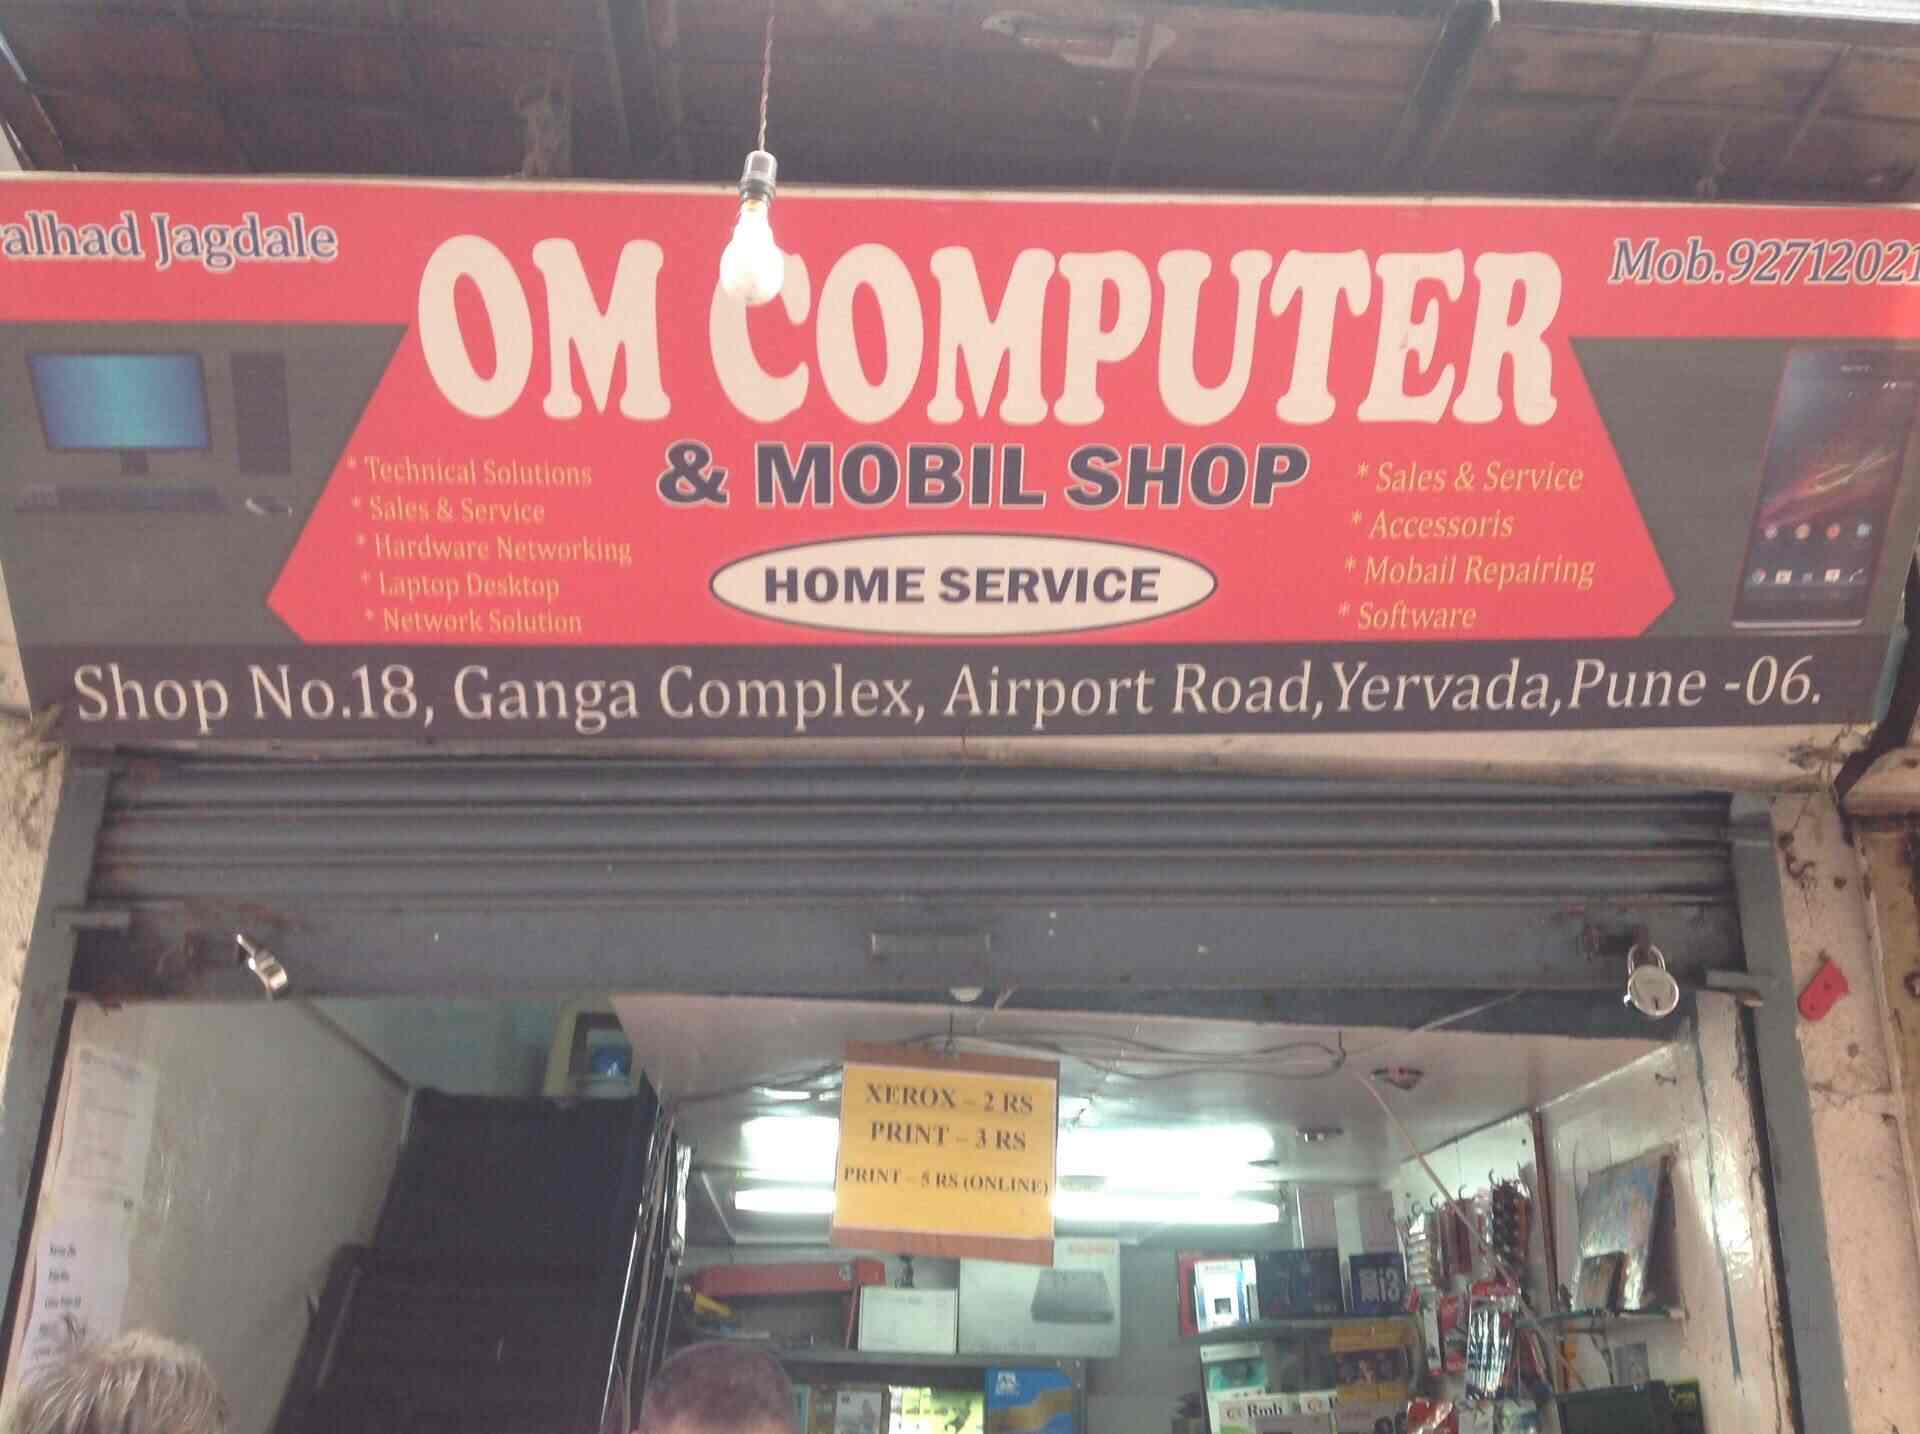 alhad Jagdale
Mob.92712021
OM COMPUTER
& MOBIL SHOP
HOME SERVICE
* Technical Solutions
* Sales & Service
* Hardware Networking
* Laptop Desktop
* Network Solution
* Sales & Service
* Accessoris
* Mobail Repairing
* Software
Shop No.18, Ganga Complex, Airport Road,Yervada,Pune -06.
XEROX - 2 RS
PRINT - 3 RS
PRINT - 5 RS (ONLINE)
i3
Rmb